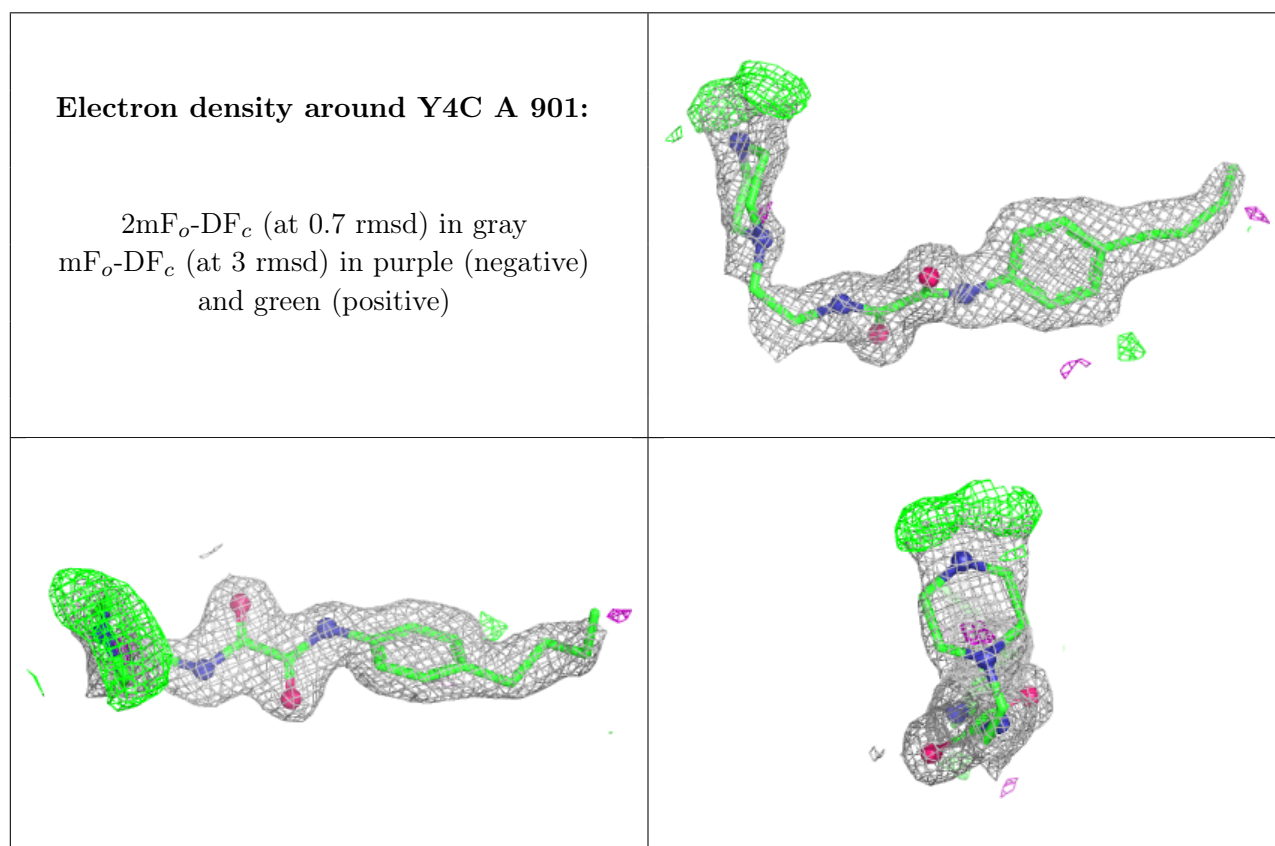 Electron density around Y4C A 901:
2mFo-DFc (at 0.7 rmsd) in gray
mFo-DFc (at 3 rmsd) in purple (negative)
and green (positive)